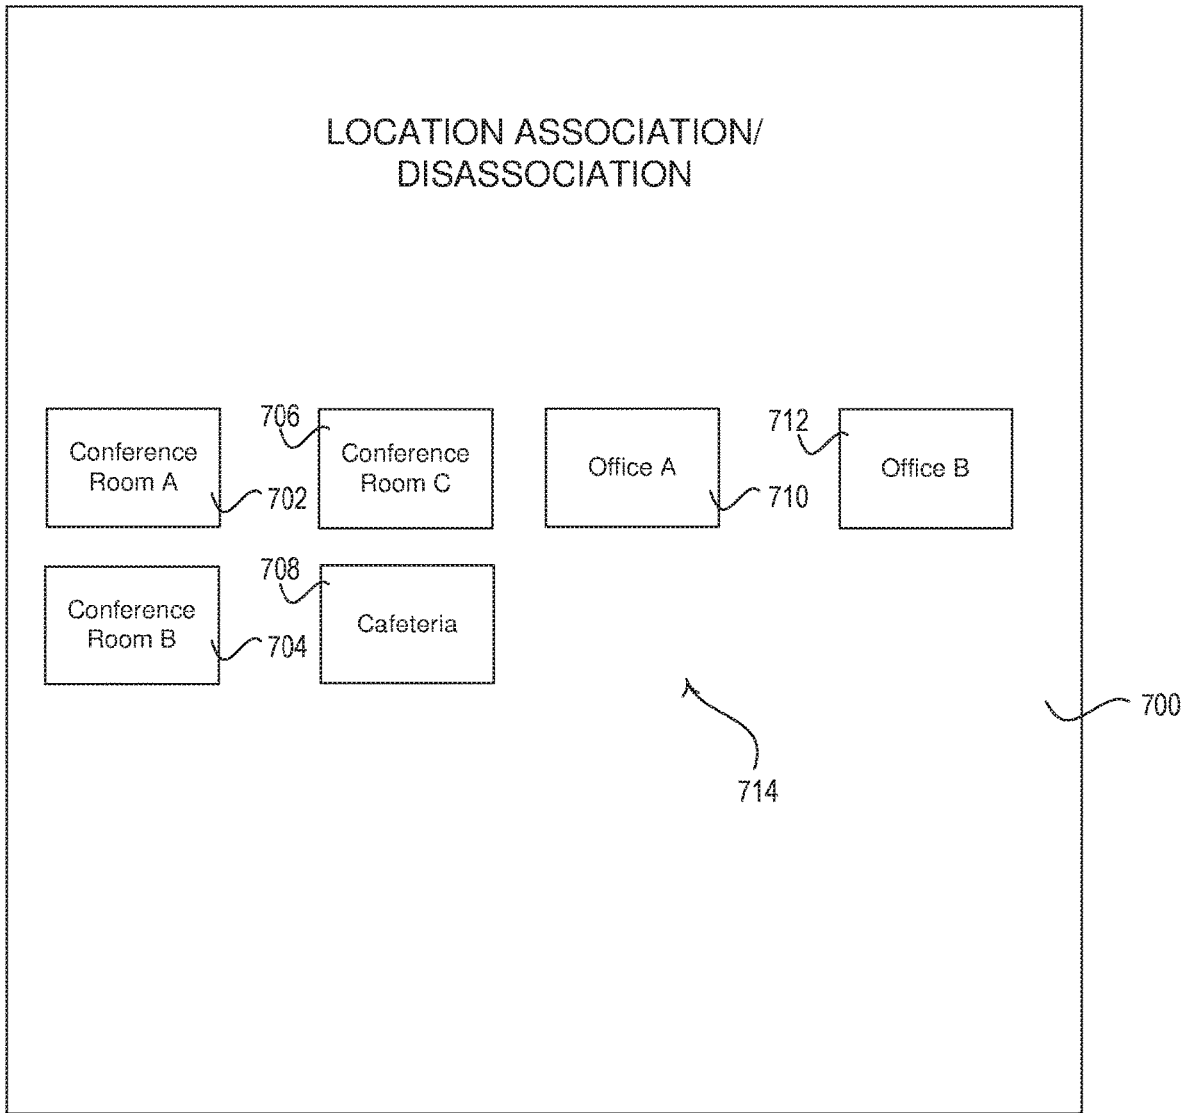 LOCATION ASSOCIATION/
DISASSOCIATION
Conference
Room A
702
706
Conference
Room C
Office A
710
712
Office B
Conference
Room B
704
708
Cafeteria
714
700